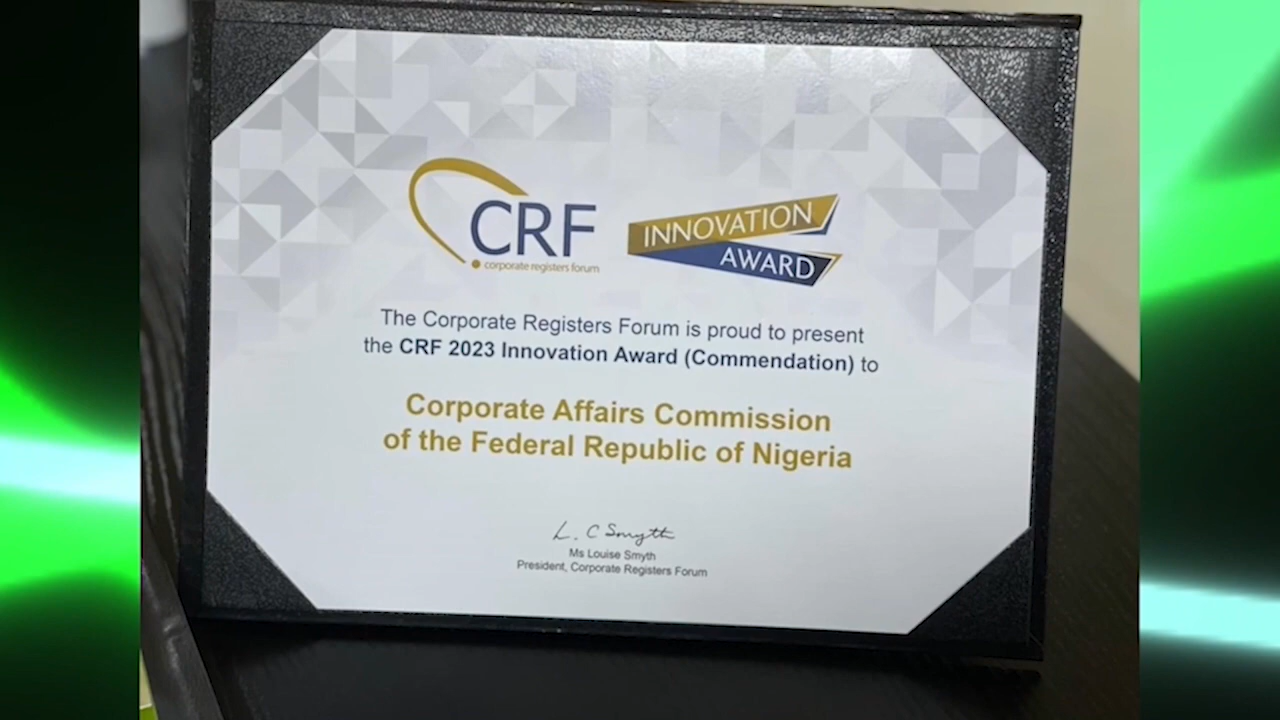 CRF
corporate registers forum
INNOVATION
AWARD
The Corporate Registers Forum is proud to present
the CRF 2023 Innovation Award (Commendation) to
Corporate Affairs Commission
of the Federal Republic of Nigeria
L. C Smyth
Ms Louise Smyth
President, Corporate Registers Forum